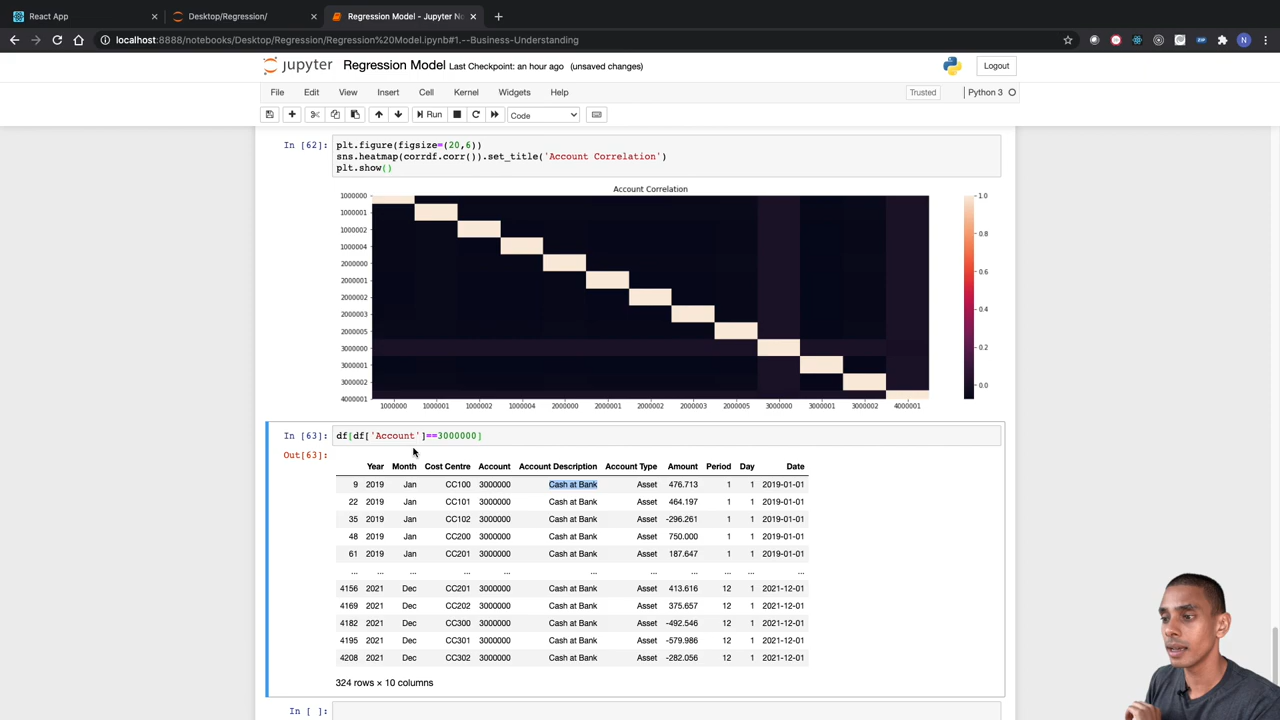 React App
Desktop/Regression/
Regression Model - Jupyter No
localhost:8888/notebooks/Desktop/Regression/Regression%20Model.ipynb#1.--Business-Understanding
N
jupyter Regression Model Last Checkpoint: an hour ago (unsaved changes)
Logout
File Edit View Insert Cell Kernel Widgets Help
Trusted Python 3
Run Code
In [62]: plt.figure(figsize=(20,6))
sns.heatmap(corrdf.corr()).set_title('Account Correlation')
plt.show()
Account Correlation
1000000
1000001
1000002
1000004
2000000
2000001
2000002
2000003
2000005
3000000
3000001
3000002
4000001
1000000 1000001 1000002 1000004 2000000 2000001 2000002 2000003 2000005 3000000 3000001 3000002 4000001
1.0
0.8
0.6
0.4
0.2
0.0
In [63]: df[df['Account']==3000000]
Out[63]:
Year Month Cost Centre Account Account Description Account Type Amount Period Day Date
9 2019 Jan CC100 3000000 Cash at Bank Asset 476.713 1 1 2019-01-01
22 2019 Jan CC101 3000000 Cash at Bank Asset 464.197 1 1 2019-01-01
35 2019 Jan CC102 3000000 Cash at Bank Asset -296.261 1 1 2019-01-01
48 2019 Jan CC200 3000000 Cash at Bank Asset 750.000 1 1 2019-01-01
61 2019 Jan CC201 3000000 Cash at Bank Asset 187.647 1 1 2019-01-01
... ... ... ... ... ... ... ... ... ... ...
4156 2021 Dec CC201 3000000 Cash at Bank Asset 413.616 12 1 2021-12-01
4169 2021 Dec CC202 3000000 Cash at Bank Asset 375.657 12 1 2021-12-01
4182 2021 Dec CC300 3000000 Cash at Bank Asset -492.546 12 1 2021-12-01
4195 2021 Dec CC301 3000000 Cash at Bank Asset -579.986 12 1 2021-12-01
4208 2021 Dec CC302 3000000 Cash at Bank Asset -282.056 12 1 2021-12-01
324 rows × 10 columns
In [ ]: